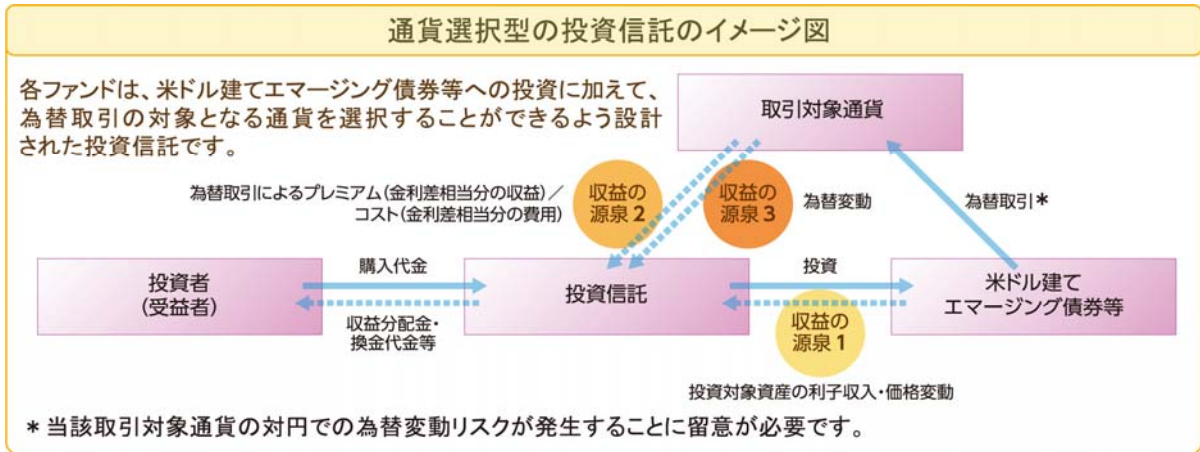 通貨選択型の投資信託のイメージ図
各ファンドは、米ドル建てエマージング債券等への投資に加えて、
為替取引の対象となる通貨を選択することができるよう設計
された投資信託です。
取引対象通貨
為替取引によるプレミアム(金利差相当分の収益)/
コスト(金利差相当分の費用)
収益の
源泉2
収益の
源泉3
為替変動
為替取引*
投資者
(受益者)
購入代金
収益分配金・
換金代金等
投資信託
投資
収益の
源泉1
米ドル建て
エマージング債券等
投資対象資産の利子収入・価格変動
*当該取引対象通貨の対円での為替変動リスクが発生することに留意が必要です。